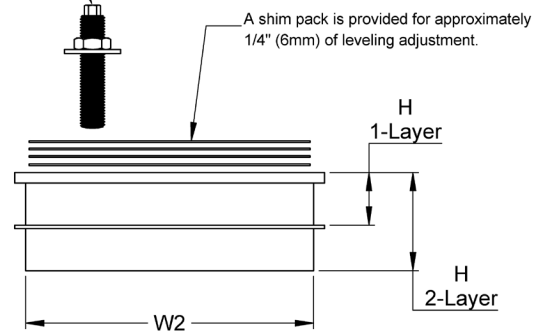 A shim pack is provided for approximately
1/4" (6mm) of leveling adjustment.
H
1-Layer
H
2-Layer
W2